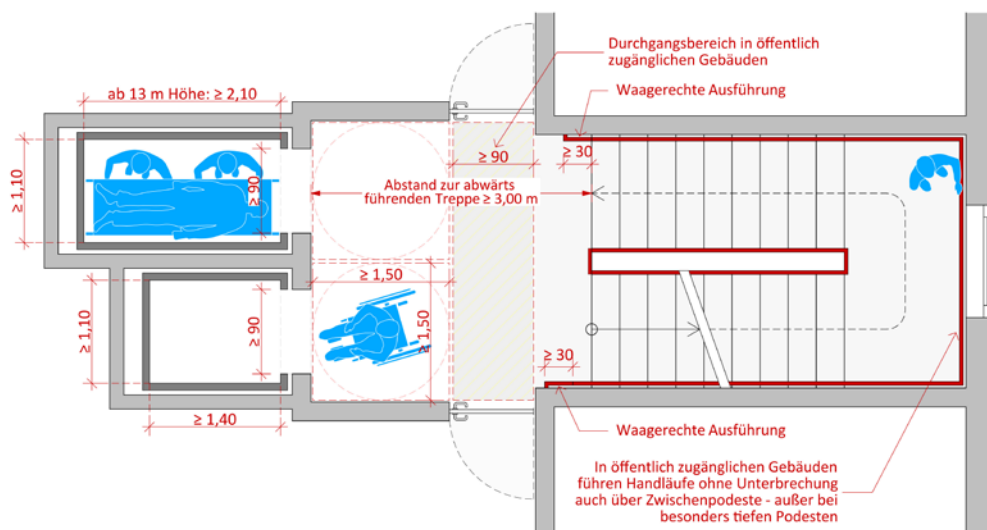 Durchgangsbereich in öffentlich
zugänglichen Gebäuden
Waagerechte Ausführung
ab 13 m Höhe: ≥ 2,10
≥ 1,10
≥ 90
≥ 90
≥ 30
Abstand zur abwärts
führenden Treppe ≥ 3,00 m
≥ 1,50
≥ 1,50
≥ 1,10
≥ 90
≥ 30
≥ 1,40
Waagerechte Ausführung
In öffentlich zugänglichen Gebäuden
führen Handläufe ohne Unterbrechung
auch über Zwischenpodeste - außer bei
besonders tiefen Podesten